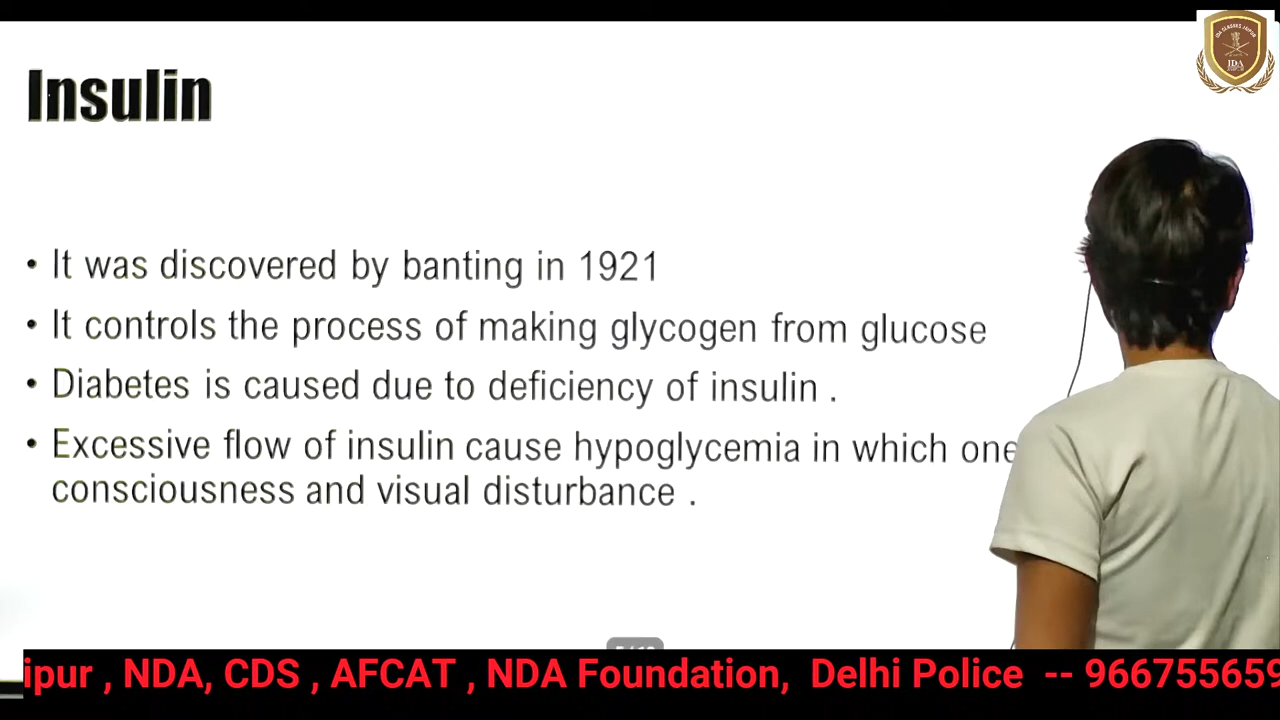 Insulin
JDA
• It was discovered by banting in 1921
• It controls the process of making glycogen from glucose
• Diabetes is caused due to deficiency of insulin .
• Excessive flow of insulin cause hypoglycemia in which one
consciousness and visual disturbance .
ipur , NDA, CDS , AFCAT , NDA Foundation, Delhi Police -- 966755659